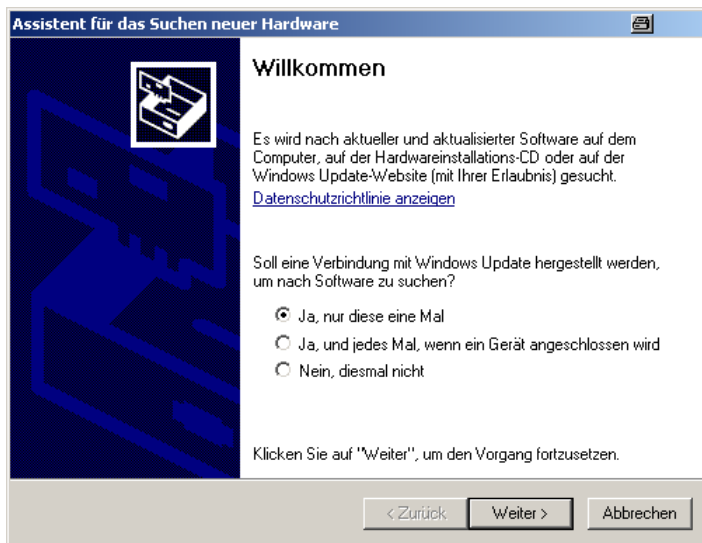 Assistent für das Suchen neuer Hardware
Willkommen
Es wird nach aktueller und aktualisierter Software auf dem
Computer, auf der Hardwareinstallations-CD oder auf der
Windows Update-Website (mit Ihrer Erlaubnis) gesucht.
Datenschutzrichtlinie anzeigen
Soll eine Verbindung mit Windows Update hergestellt werden,
um nach Software zu suchen?
Ja, nur diese eine Mal
Ja, und jedes Mal, wenn ein Gerät angeschlossen wird
Nein, diesmal nicht
Klicken Sie auf "Weiter", um den Vorgang fortzusetzen.
< Zurück Weiter > Abbrechen